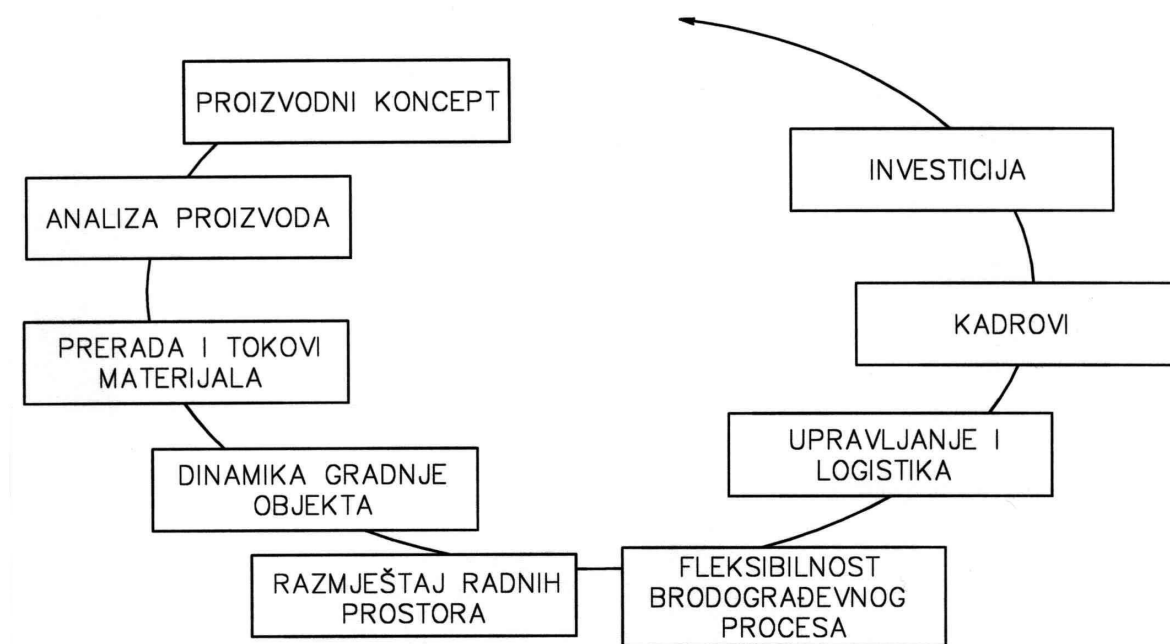 PROIZVODNI KONCEPT
ANALIZA PROIZVODA
PRERADA I TOKOVI
MATERIJALA
DINAMIKA GRADNJE
OBJEKTA
RAZMJEŠTAJ RADNIH
PROSTORA
FLEKSIBILNOST
BRODOGRAĐEVNOG
PROCESA
UPRAVLJANJE I
LOGISTIKA
KADROVI
INVESTICIJA